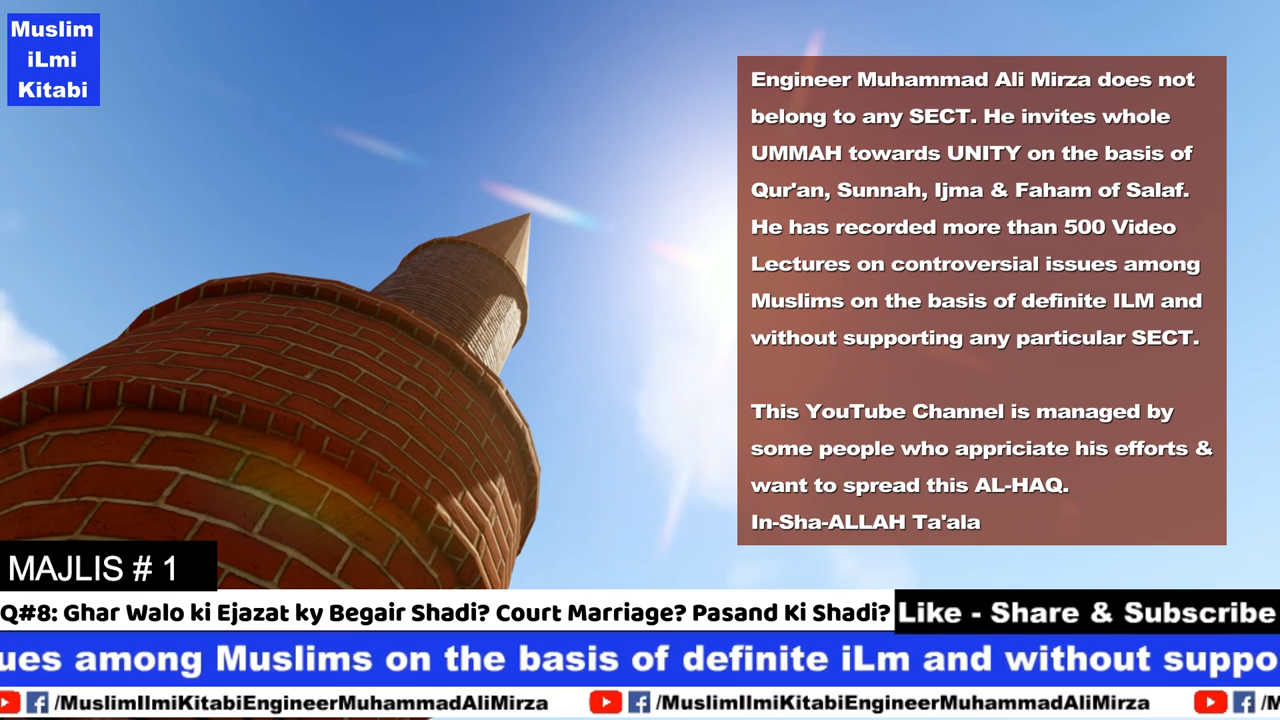 Muslim
iLmi
Kitabi
Engineer Muhammad Ali Mirza does not
belong to any SECT. He invites whole
UMMAH towards UNITY on the basis of
Qur'an, Sunnah, Ijma & Faham of Salaf.
He has recorded more than 500 Video
Lectures on controversial issues among
Muslims on the basis of definite ILM and
without supporting any particular SECT.
This YouTube Channel is managed by
some people who appriciate his efforts &
want to spread this AL-HAQ.
In-Sha-ALLAH Ta'ala
MAJLIS # 1
Q#8: Ghar Walo ki Ejazat ky Begair Shadi? Court Marriage? Pasand Ki Shadi? Like - Share & Subscribe
ues among Muslims on the basis of definite iLm and without suppo
/MuslimIlmiKitabiEngineerMuhammadAliMirza /MuslimIlmiKitabiEngineerMuhammadAliMirza /M